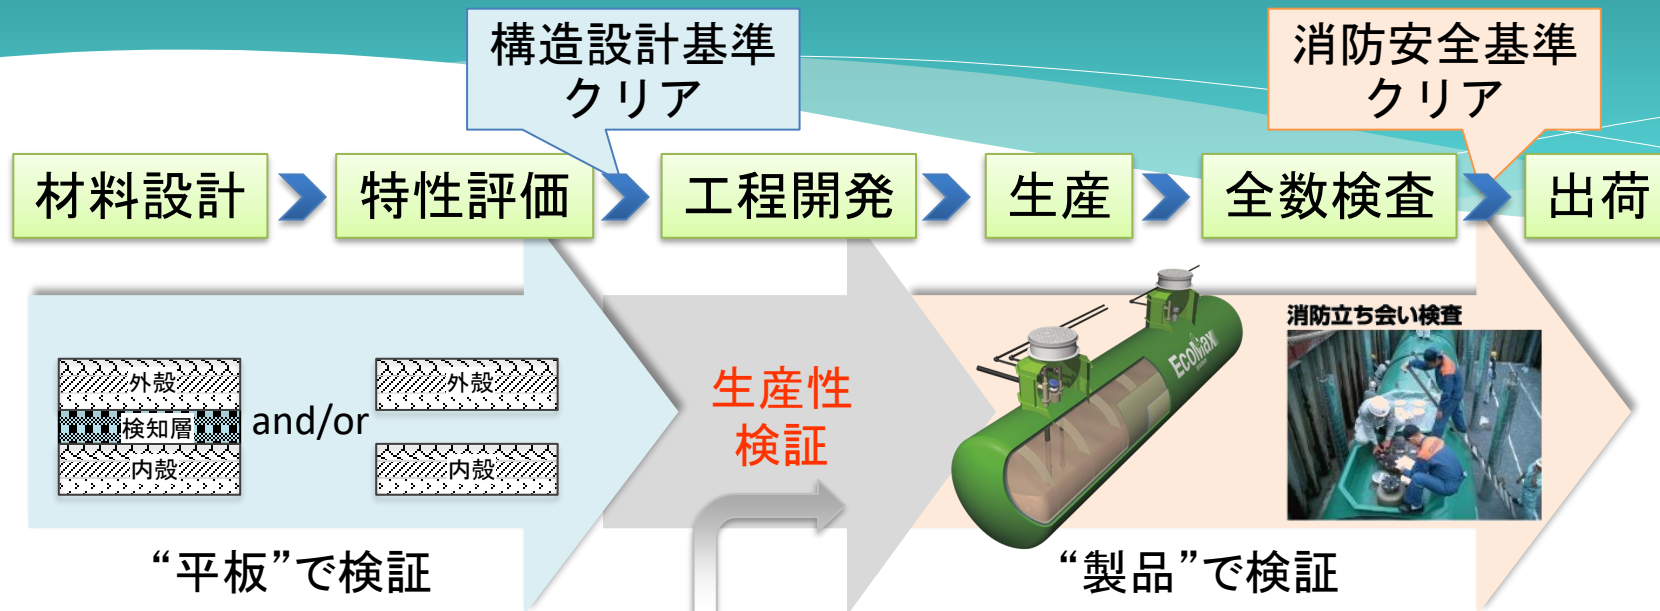 構造設計基準
クリア
消防安全基準
クリア
材料設計
特性評価
工程開発
生産
全数検査
出荷
外殻
検知層
内殻
and/or
外殻
内殻
生産性
検証
EcoMax
消防立ち会い検査
“平板”で検証
“製品”で検証